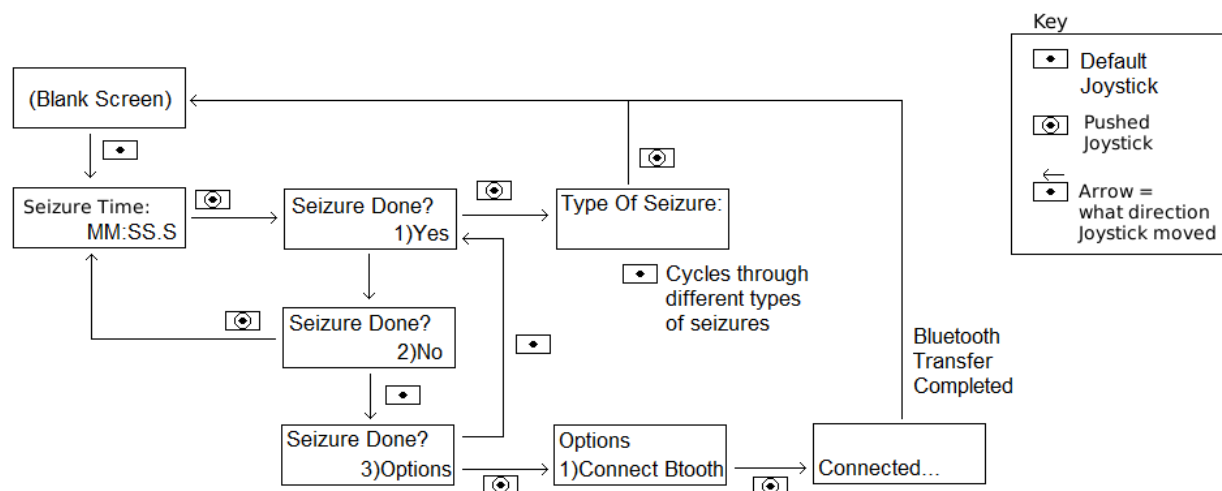 Key
Default
Joystick
Pushed
Joystick
Arrow =
what direction
Joystick moved
(Blank Screen)
Seizure Time:
MM:SS.S
Seizure Done?
1)Yes
Type Of Seizure:
Cycles through
different types
of seizures
Seizure Done?
2)No
Bluetooth
Transfer
Completed
Seizure Done?
3)Options
Options
1)Connect Btooth
Connected...